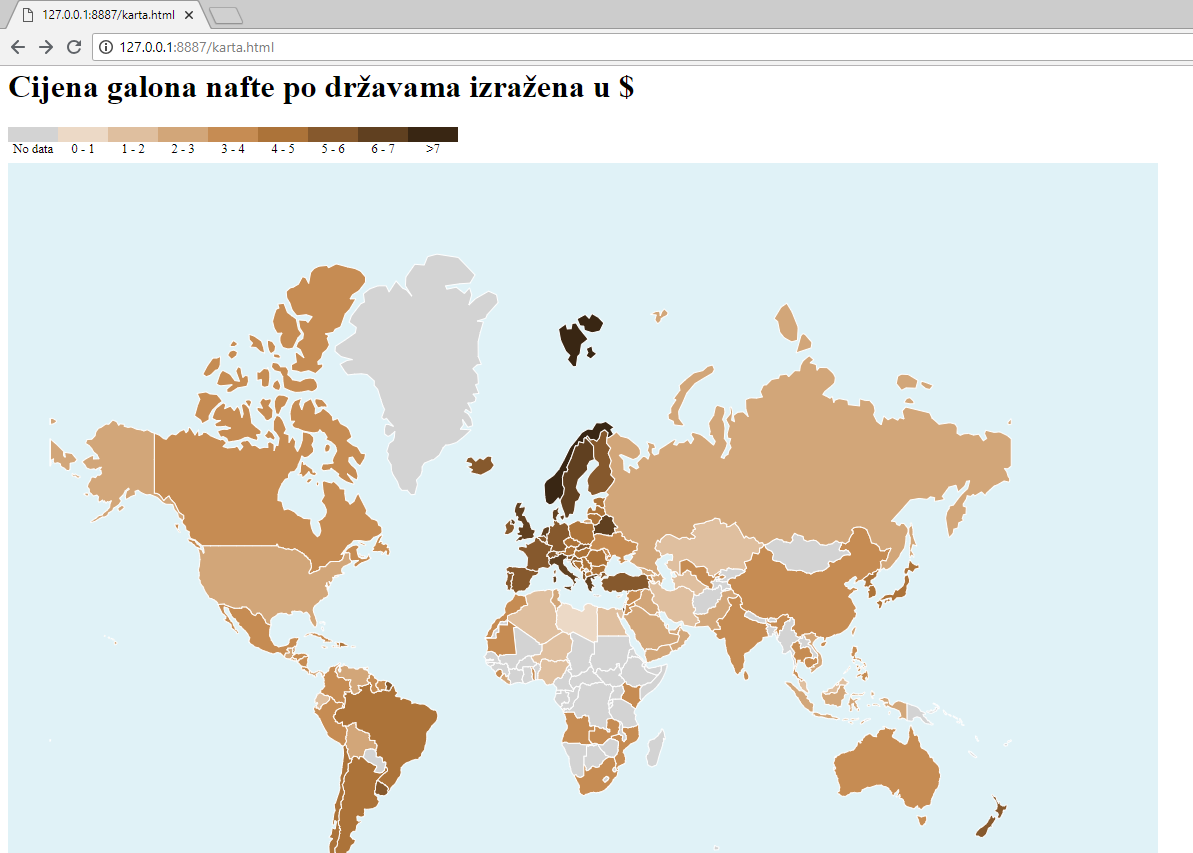 127.0.0.1:8887/karta.html
127.0.0.1:8887/karta.html
Cijena galona nafte po državama izražena u $
No data 0 - 1 1 - 2 2 - 3 3 - 4 4 - 5 5 - 6 6 - 7 >7